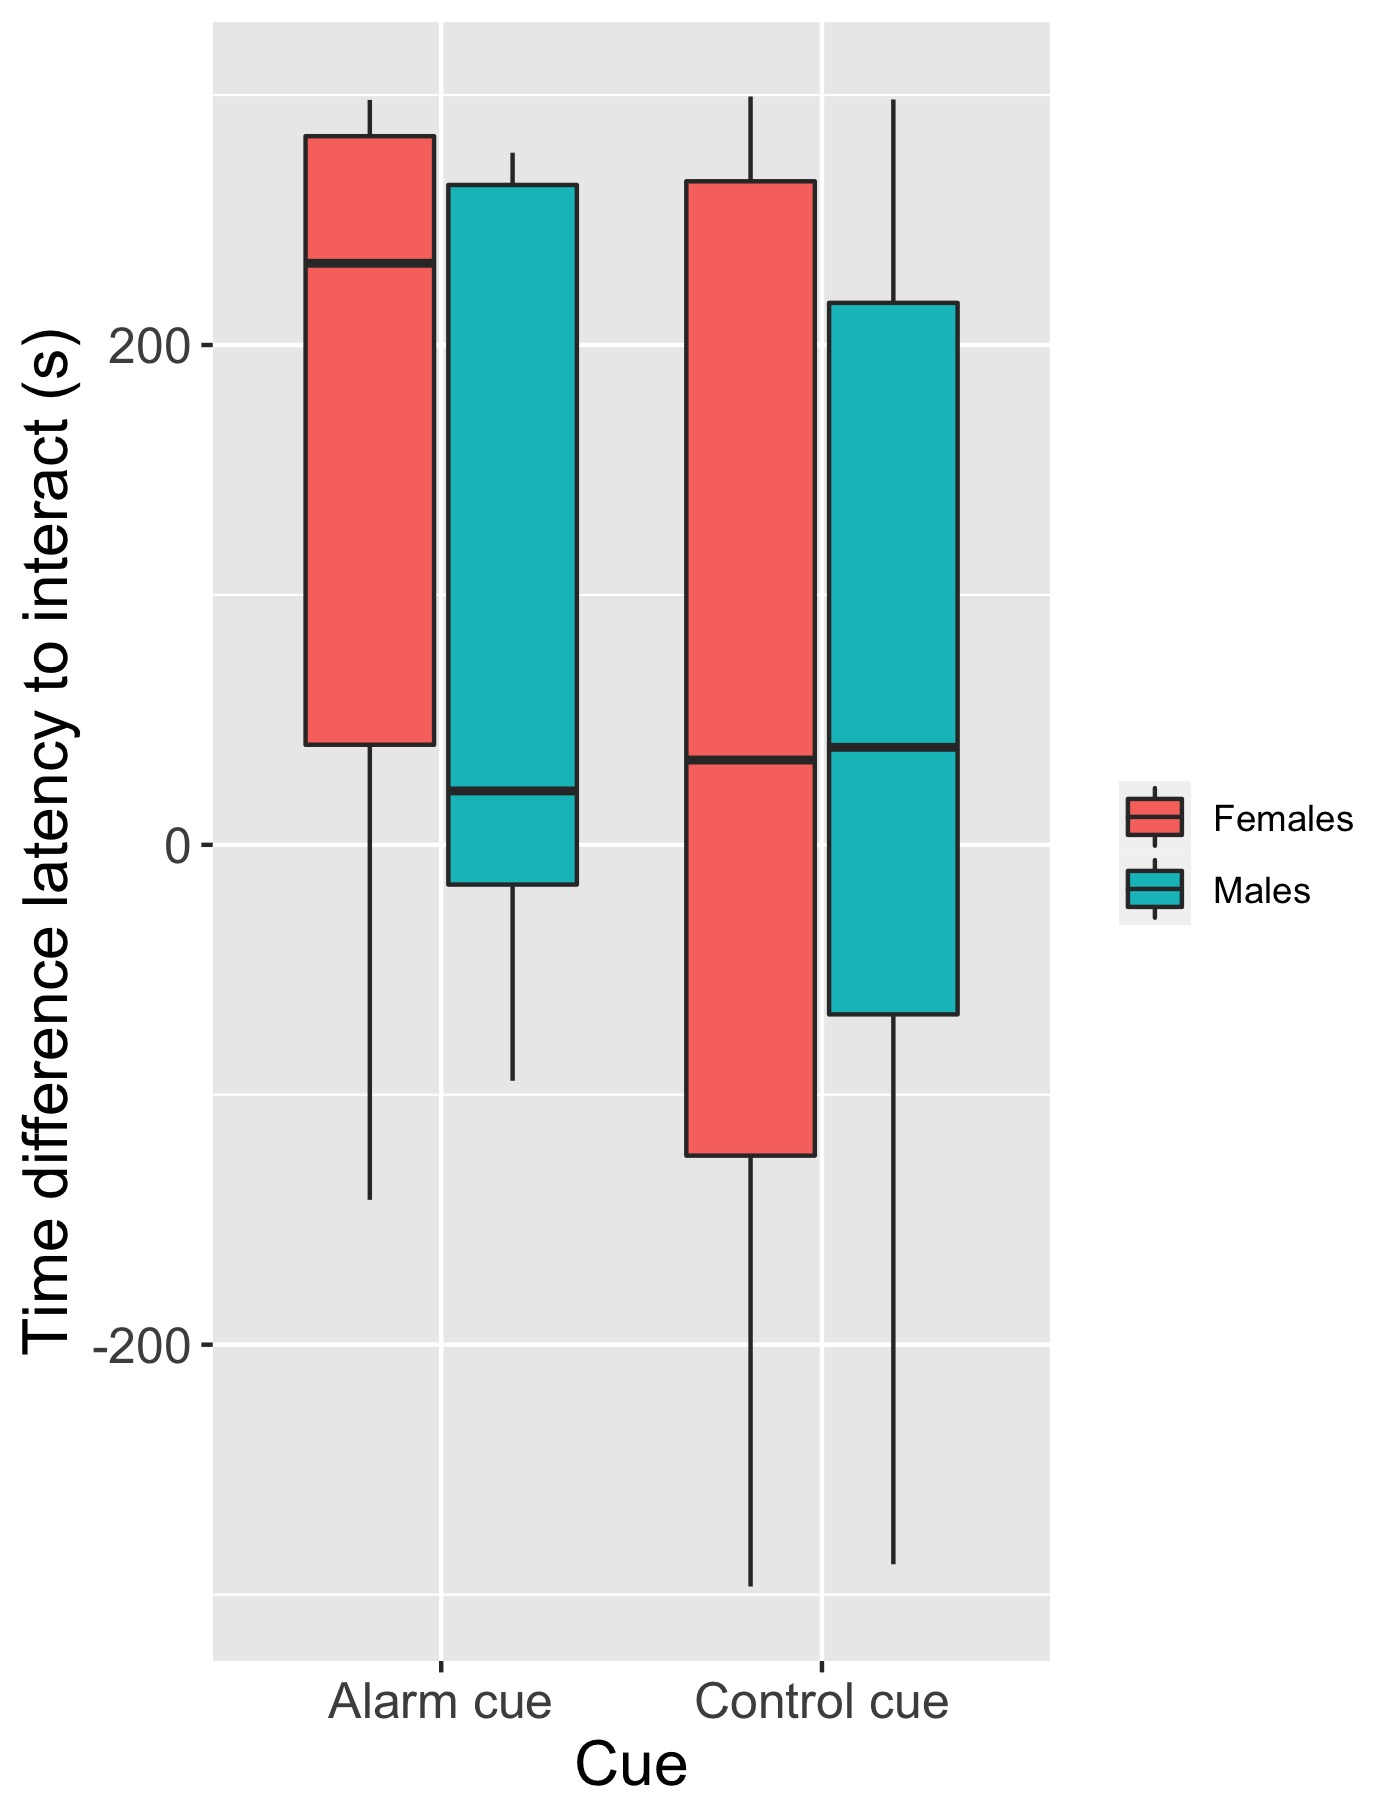 Time difference latency to interact (s)
200
0
-200
Alarm cue
Control cue
Cue
Females
Males